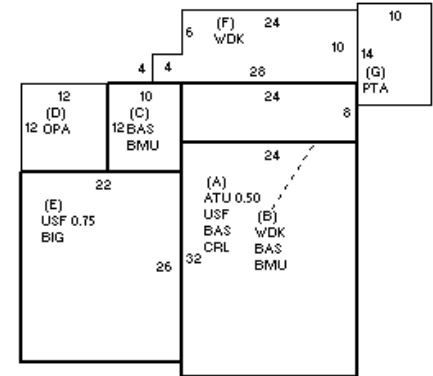 10
6
(F)
24
WDK
10
14
(G)
PTA
4
4
28
12
(D)
12 OPA
10
(C)
12 BAS
BMU
24
8
24
22
(E)
USF 0.75
BIG
26
32
(A)
ATU 0.50
USF
BAS
CRL
(B)
WDK
BAS
BMU